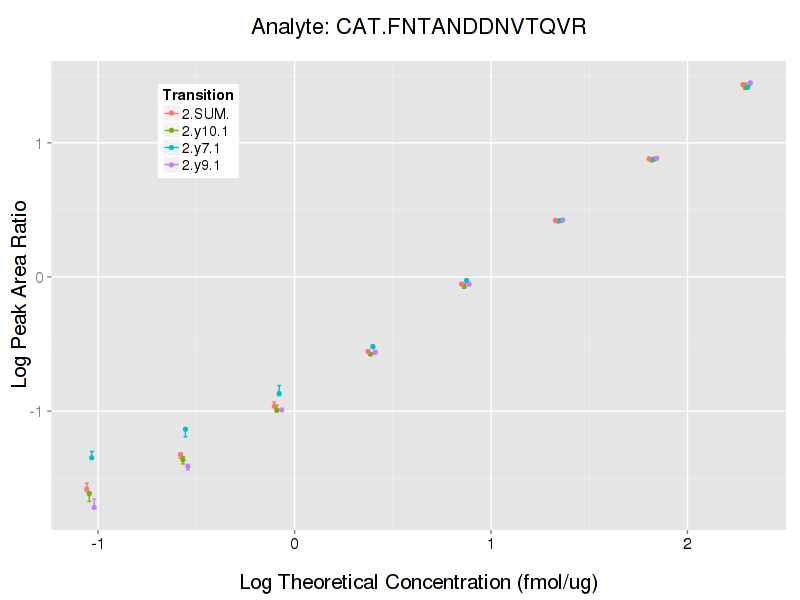 Analyte: CAT.FNTANDDNVTQVR
Transition
2.SUM.
2.y10.1
2.y7.1
2.y9.1
1
0
-1
Log Peak Area Ratio
-1
0
1
2
Log Theoretical Concentration (fmol/ug)